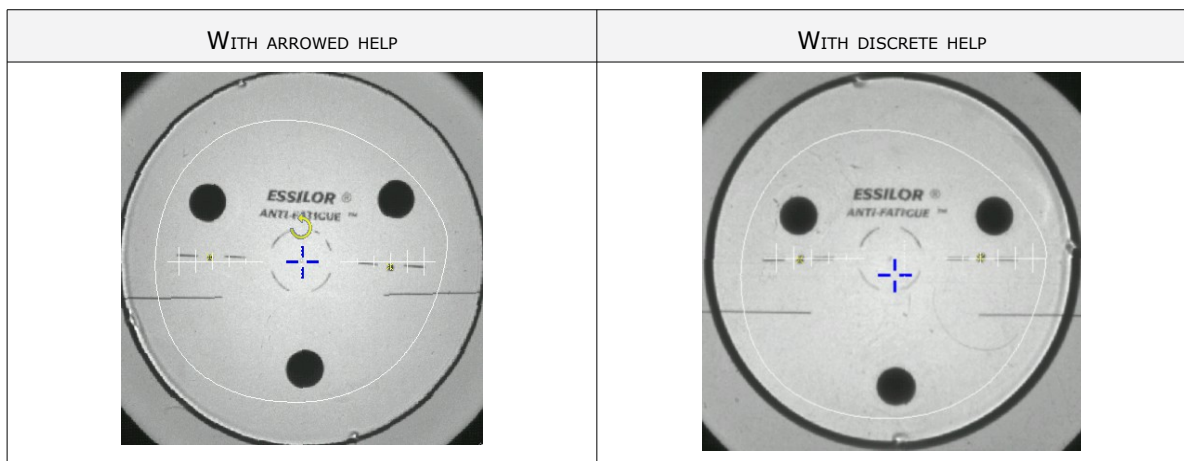 WITH ARROWED HELP
WITH DISCRETE HELP
ESSILOR ®
ANTI-FATIGUE ™
ESSILOR ®
ANTI-FATIGUE ™